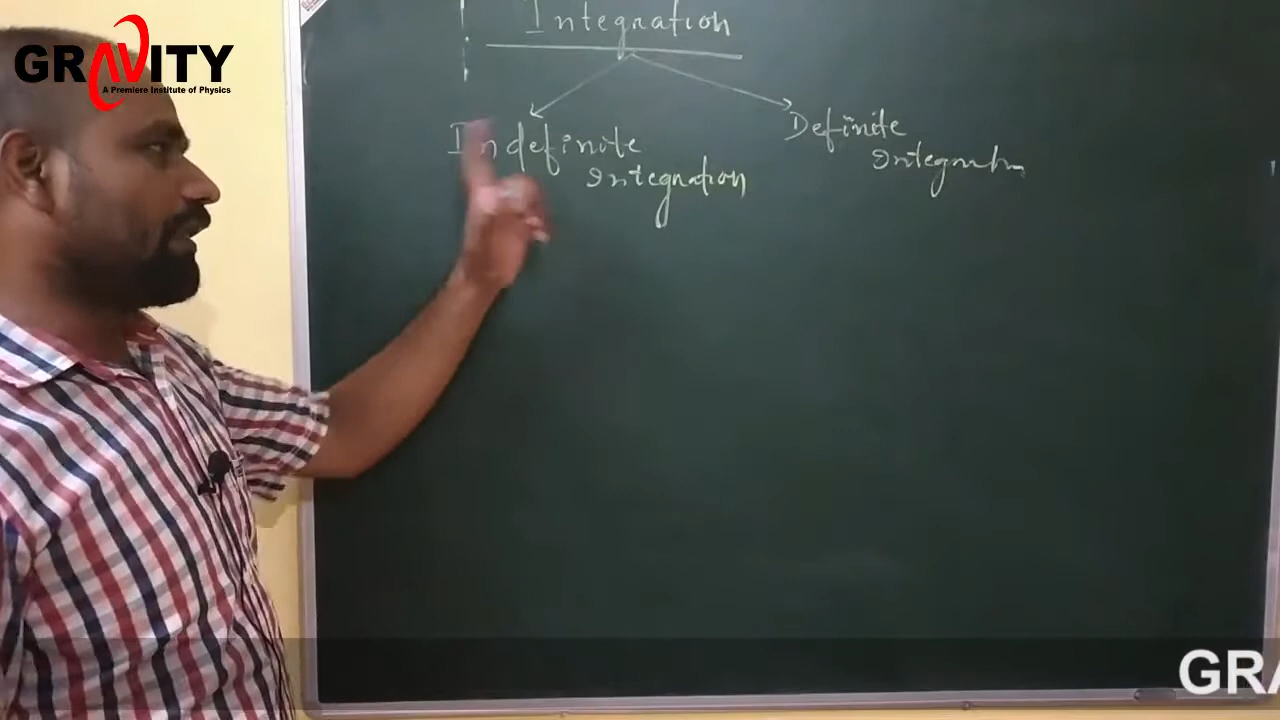 GRAVITY
A Premiere Institute of Physics
Integration
Indefinite
Integration
Definite
Integration
GRA